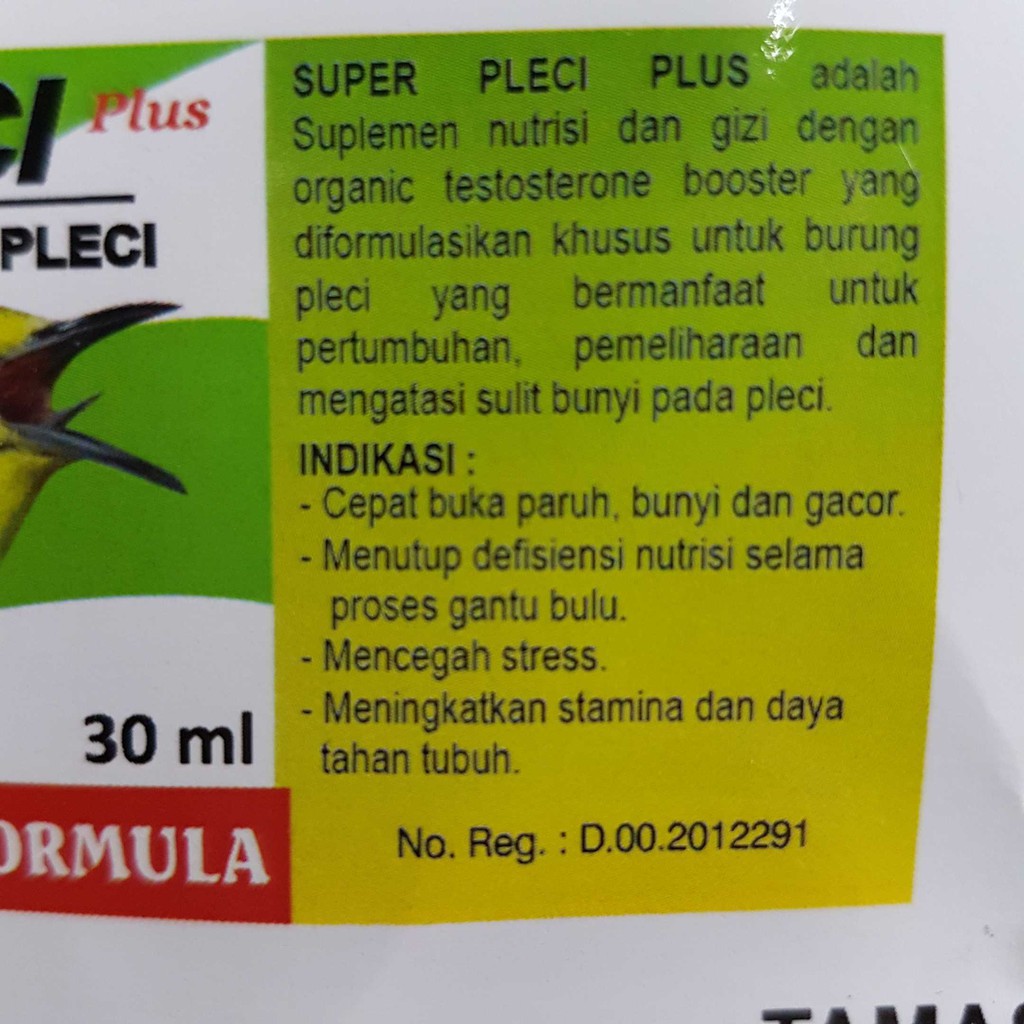 CI Plus
PLECI
30 ml
ORMULA
SUPER PLECI PLUS adalah
Suplemen nutrisi dan gizi dengan
organic testosterone booster yang
diformulasikan khusus untuk burung
pleci yang bermanfaat untuk
pertumbuhan, pemeliharaan dan
mengatasi sulit bunyi pada pleci.
INDIKASI :
- Cepat buka paruh, bunyi dan gacor.
- Menutup defisiensi nutrisi selama
proses gantu bulu.
- Mencegah stress.
- Meningkatkan stamina dan daya
tahan tubuh.
No. Reg. : D.00.2012291